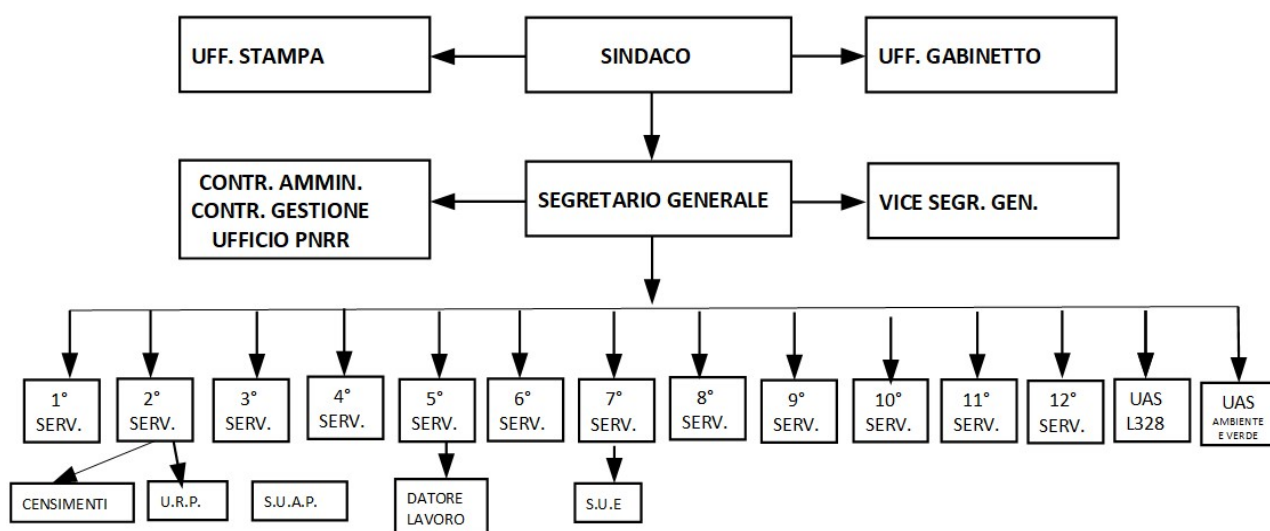 UFF. STAMPA
SINDACO
UFF. GABINETTO
CONTR. AMMIN.
CONTR. GESTIONE
UFFICIO PNRR
SEGRETARIO GENERALE
VICE SEGR. GEN.
1°
SERV.
2°
SERV.
3°
SERV.
4°
SERV.
5°
SERV.
6°
SERV.
7°
SERV.
8°
SERV.
9°
SERV.
10°
SERV.
11°
SERV.
12°
SERV.
UAS
L328
UAS
AMBIENTE
E VERDE
CENSIMENTI
U.R.P.
S.U.A.P.
DATORE
LAVORO
S.U.E